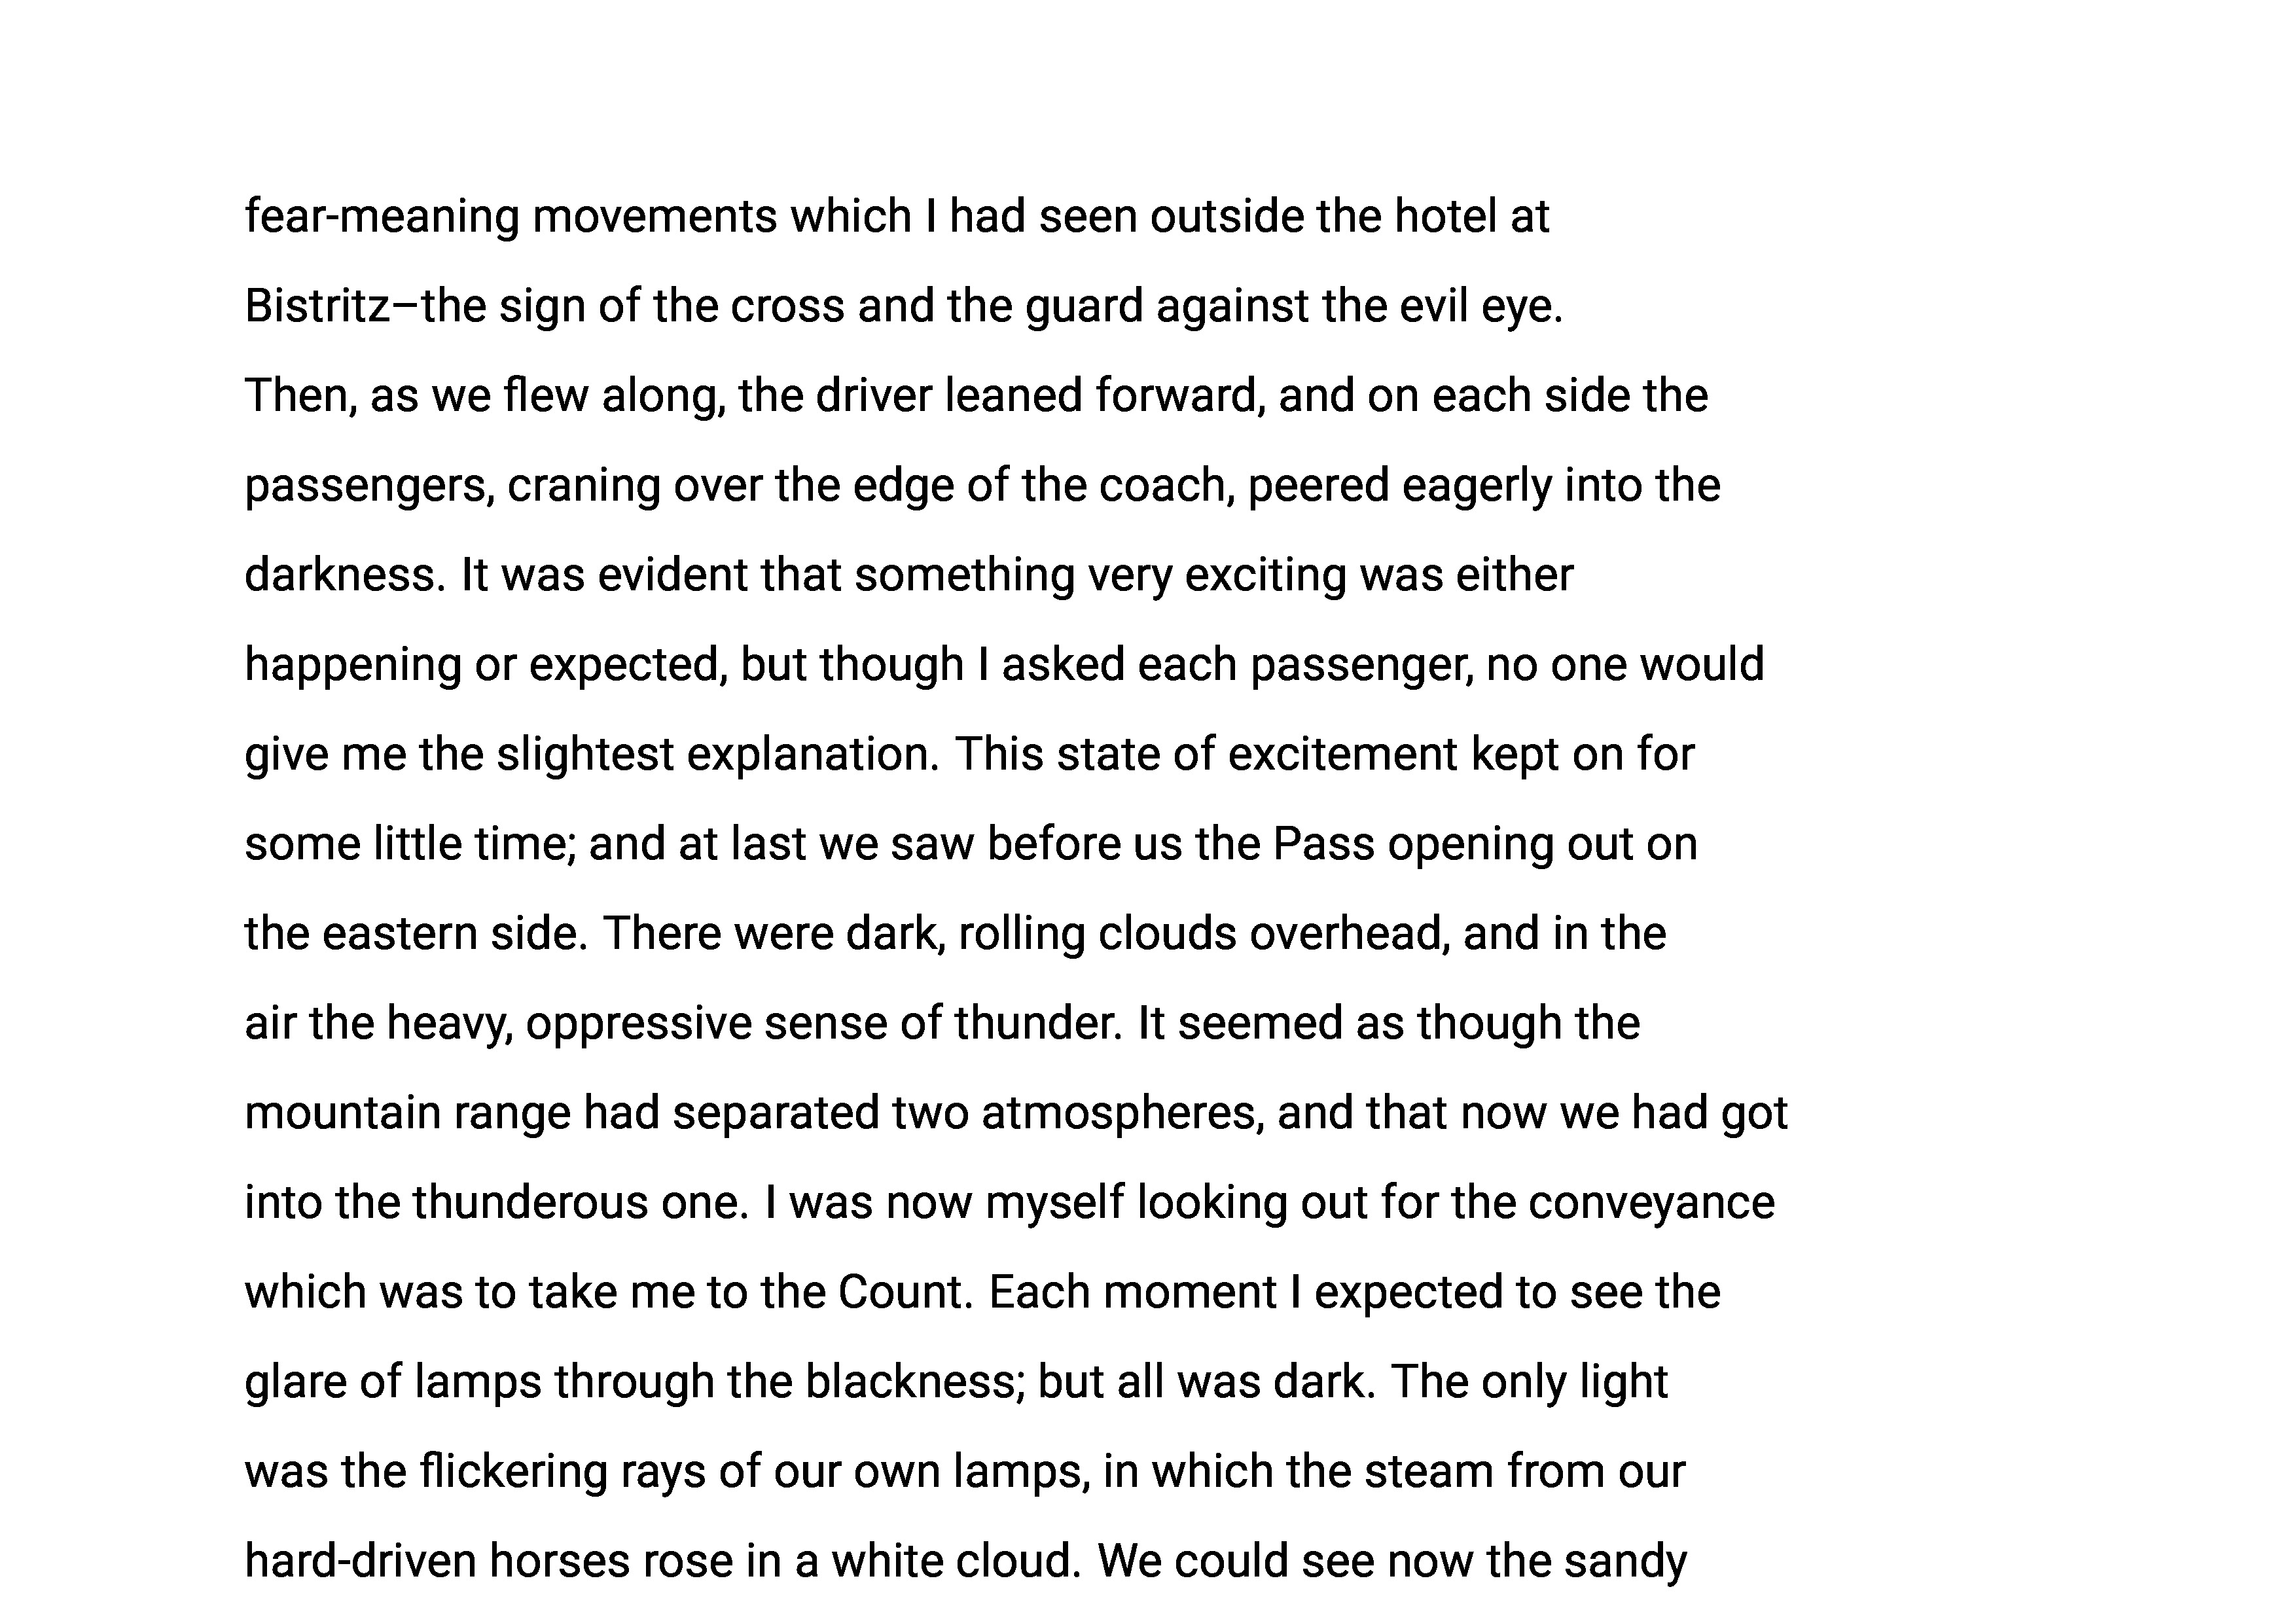 fear-meaning movements which I had seen outside the hotel at
Bistritz–the sign of the cross and the guard against the evil eye.
Then, as we flew along, the driver leaned forward, and on each side the
passengers, craning over the edge of the coach, peered eagerly into the
darkness. It was evident that something very exciting was either
happening or expected, but though I asked each passenger, no one would
give me the slightest explanation. This state of excitement kept on for
some little time; and at last we saw before us the Pass opening out on
the eastern side. There were dark, rolling clouds overhead, and in the
air the heavy, oppressive sense of thunder. It seemed as though the
mountain range had separated two atmospheres, and that now we had got
into the thunderous one. I was now myself looking out for the conveyance
which was to take me to the Count. Each moment I expected to see the
glare of lamps through the blackness; but all was dark. The only light
was the flickering rays of our own lamps, in which the steam from our
hard-driven horses rose in a white cloud. We could see now the sandy